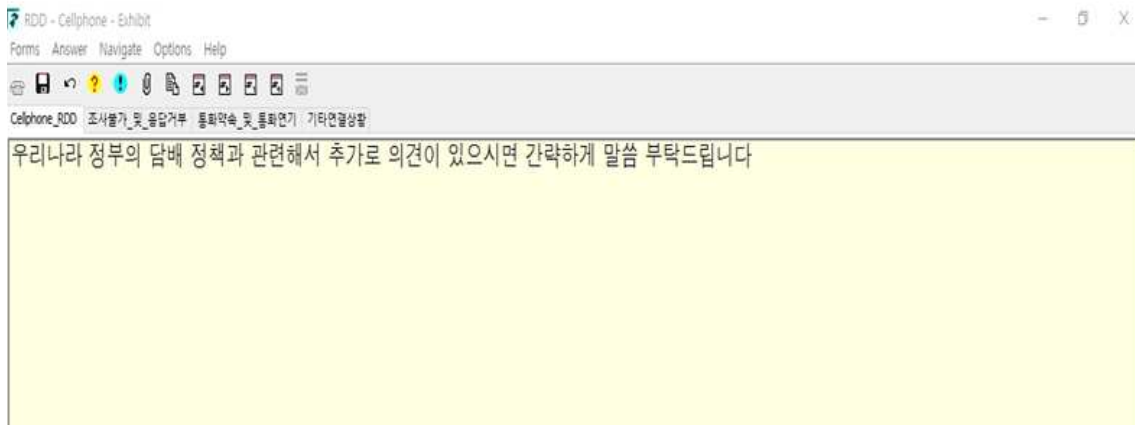 RDD - Cellphone - Exhibit
Forms Answer Navigate Options Help
Cellphone_RDD 조사불가_및_응답거부 통화약속_및_통화연기 기타연결상황
우리나라 정부의 담배 정책과 관련해서 추가로 의견이 있으시면 간략하게 말씀 부탁드립니다